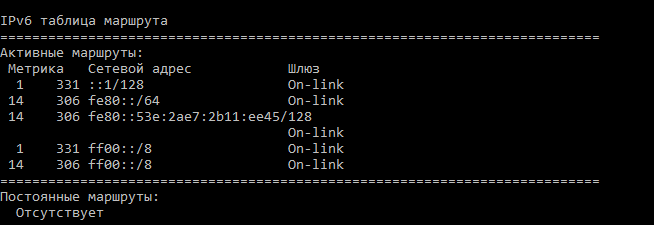 IPv6 таблица маршрута
===========================================================================
Активные маршруты:
 Метрика   Сетевой адрес            Шлюз
  1    331 ::1/128                  On-link
 14    306 fe80::/64                On-link
 14    306 fe80::53e:2ae7:2b11:ee45/128
                                    On-link
  1    331 ff00::/8                 On-link
 14    306 ff00::/8                 On-link
===========================================================================
Постоянные маршруты:
  Отсутствует